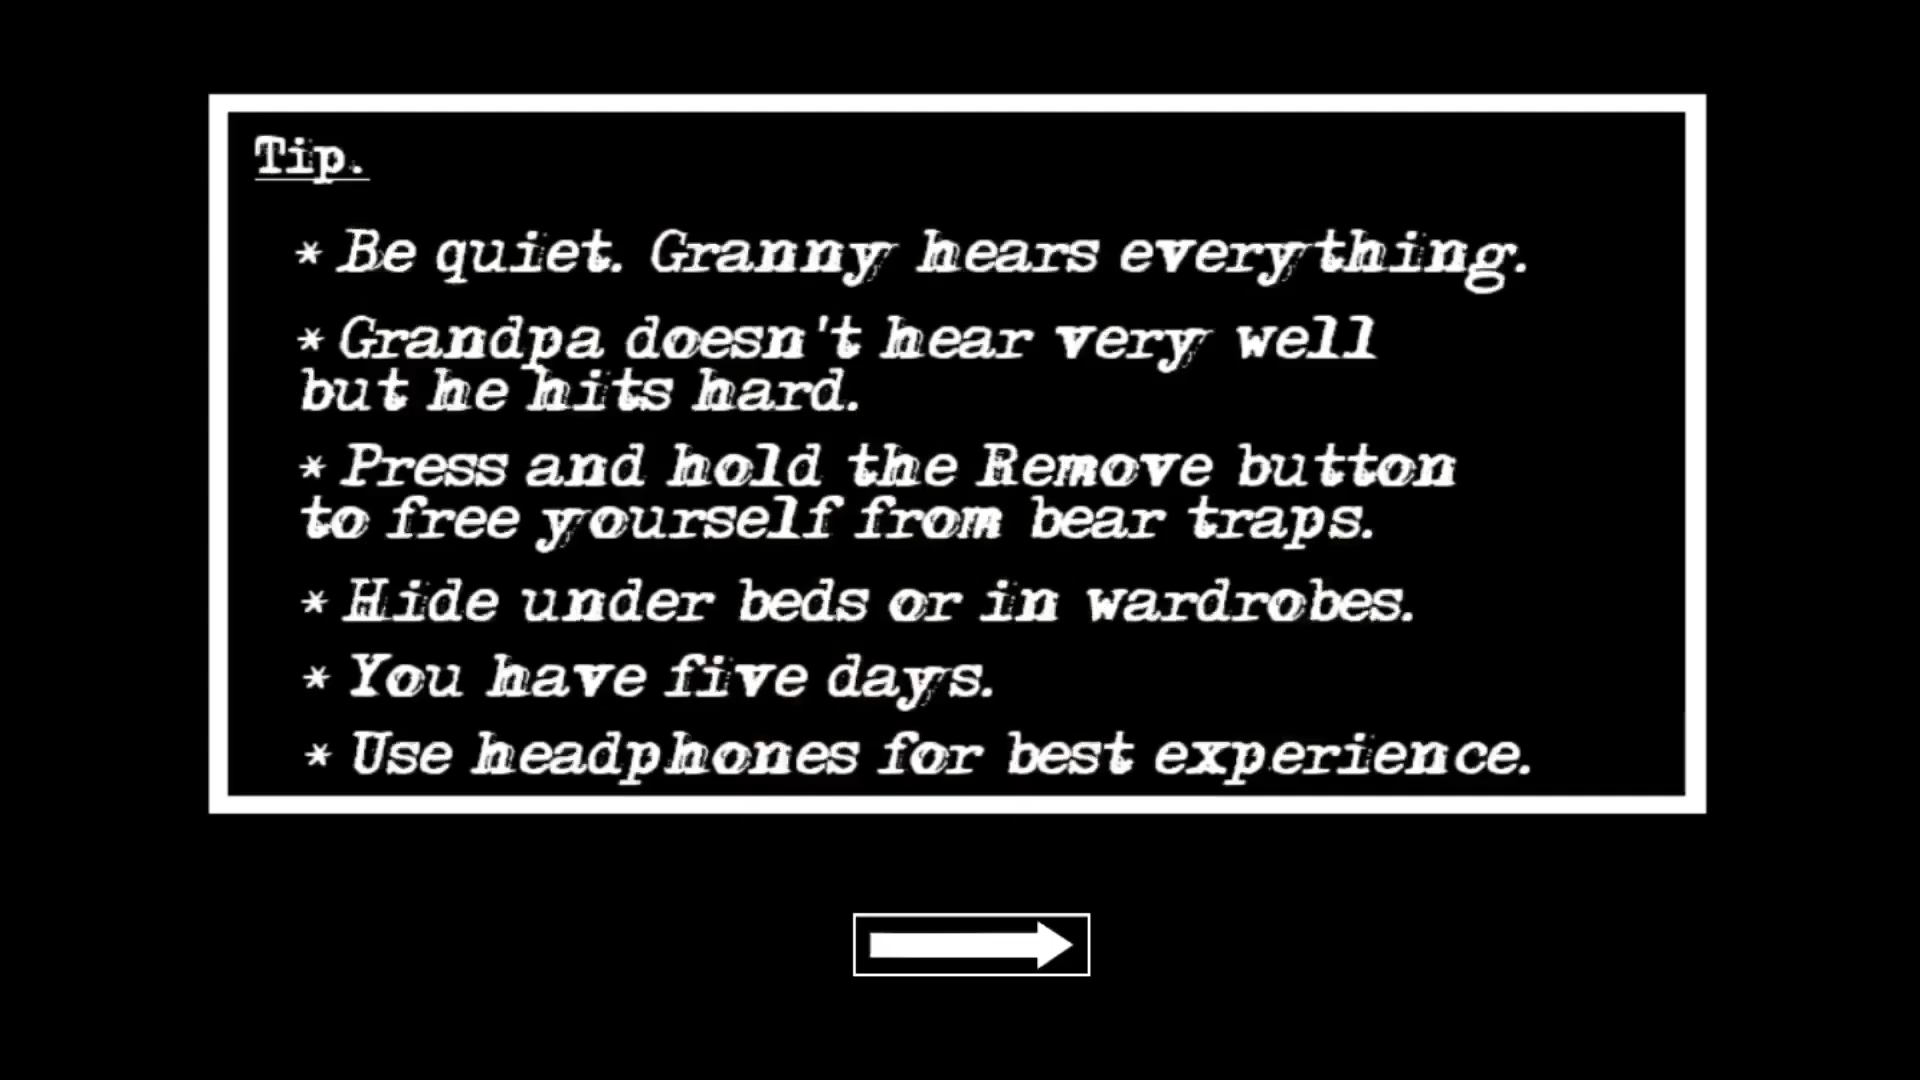 Tip.
* Be quiet. Granny hears everything.
* Grandpa doesn't hear very well
but he hits hard.
* Press and hold the Remove button
to free yourself from bear traps.
* Hide under beds or in wardrobes.
* You have five days.
* Use headphones for best experience.